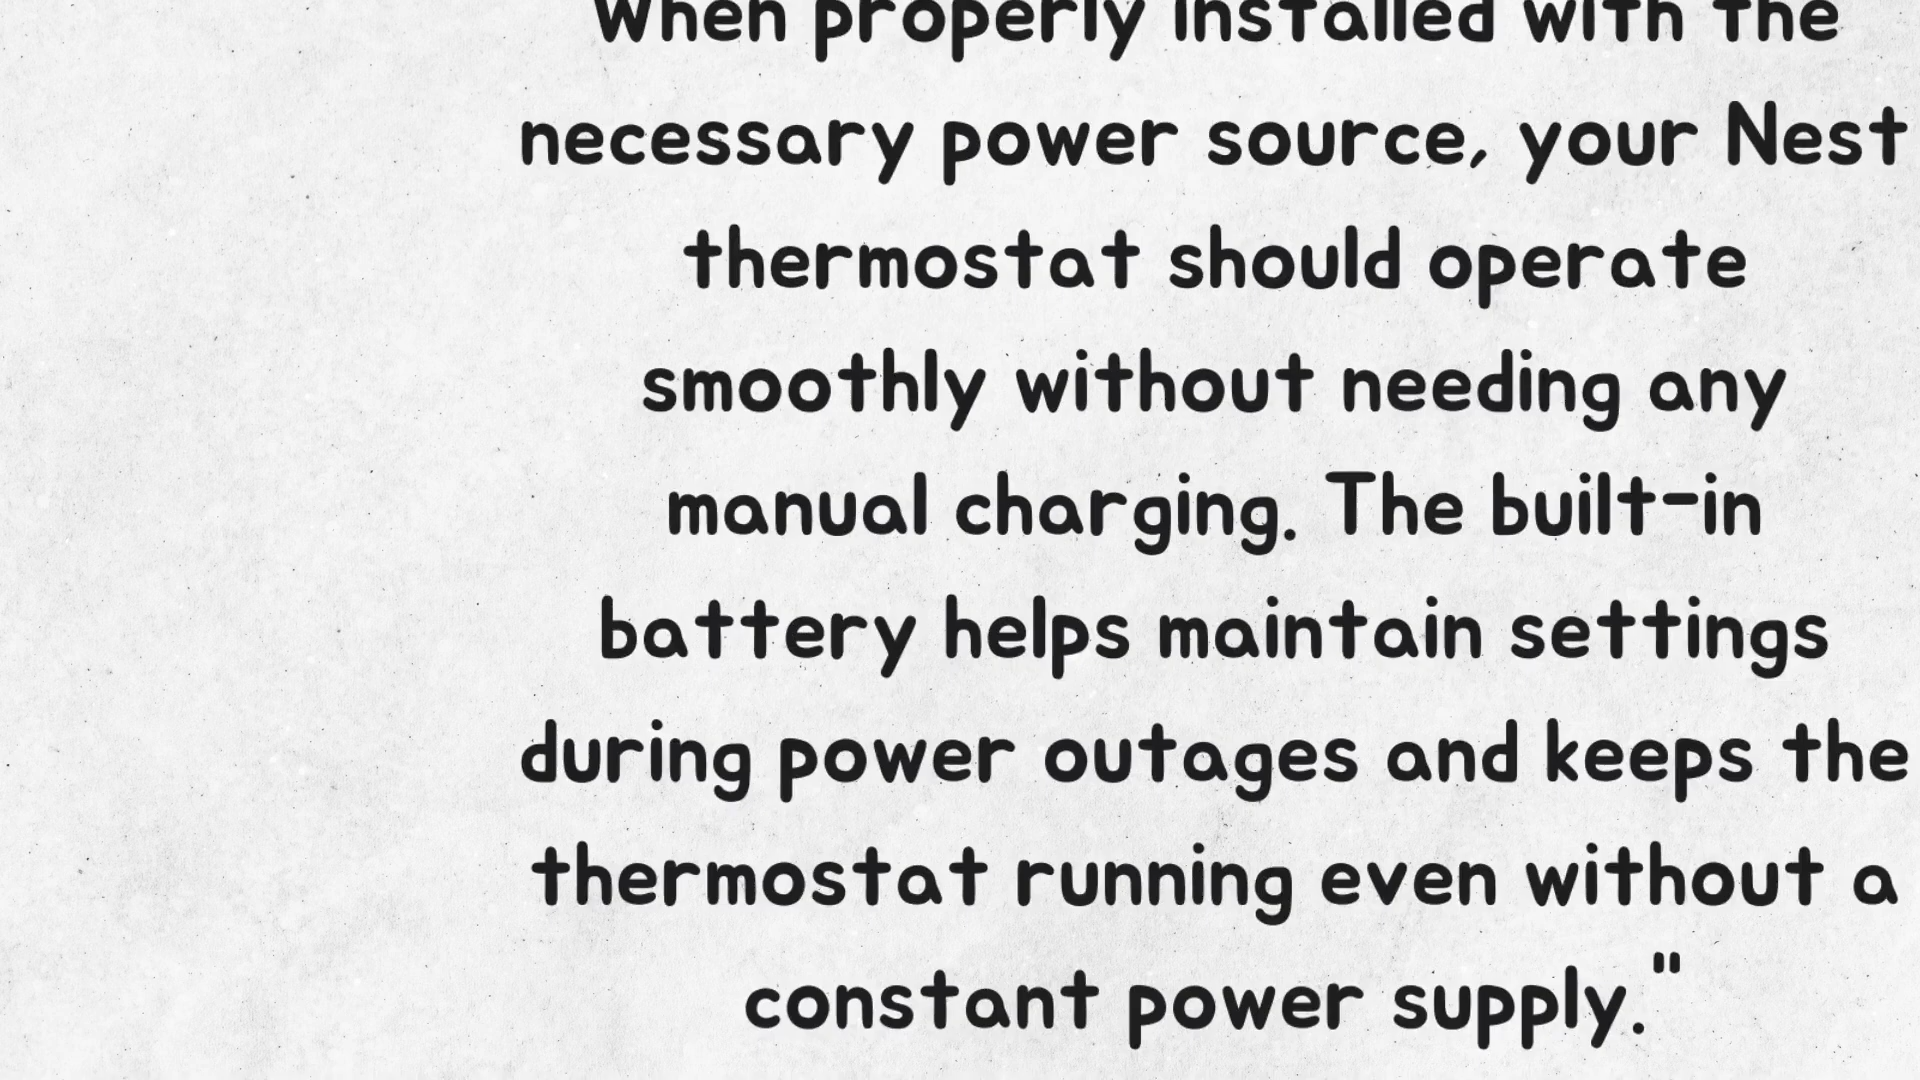 When properly installed with the
necessary power source, your Nest
thermostat should operate
smoothly without needing any
manual charging. The built-in
battery helps maintain settings
during power outages and keeps the
thermostat running even without a
constant power supply."